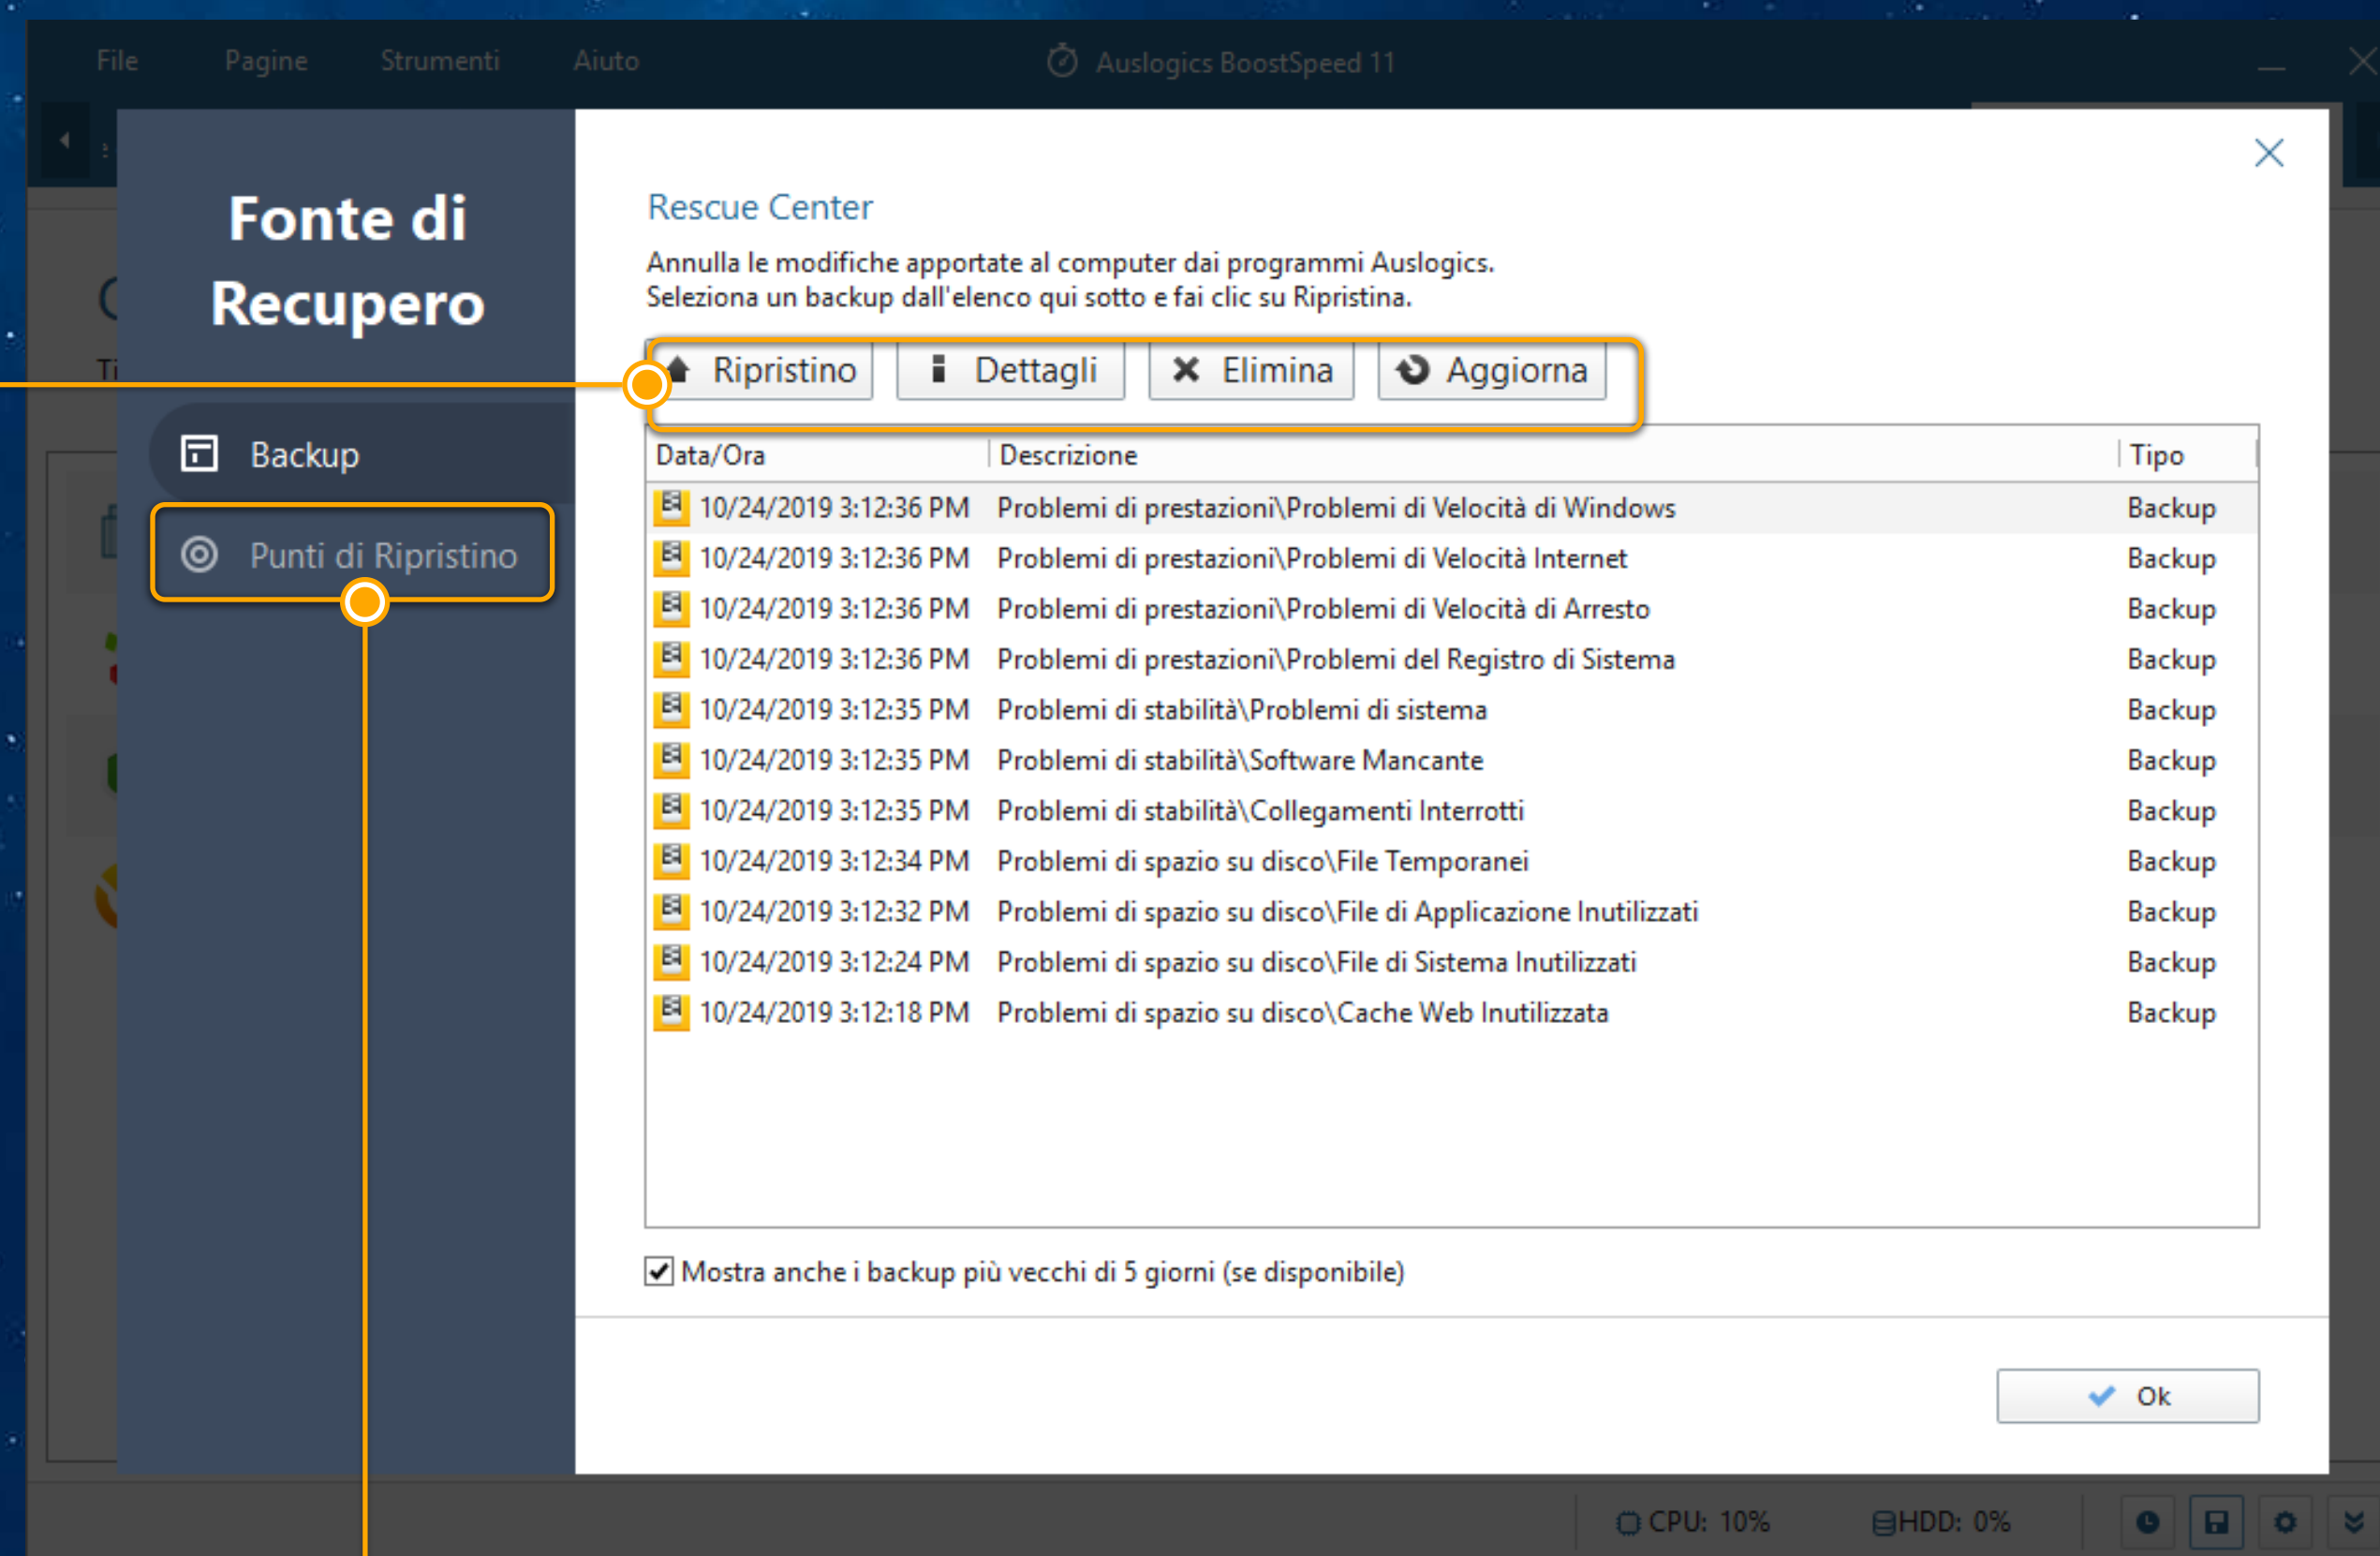 File Pagine Strumenti Aiuto Auslogics BoostSpeed 11
Fonte di
Recupero
Backup
Punti di Ripristino
Rescue Center
Annulla le modifiche apportate al computer dai programmi Auslogics.
Seleziona un backup dall'elenco qui sotto e fai clic su Ripristina.
Ripristino Dettagli Elimina Aggiorna
Data/Ora Descrizione Tipo
10/24/2019 3:12:36 PM Problemi di prestazioni\Problemi di Velocità di Windows Backup
10/24/2019 3:12:36 PM Problemi di prestazioni\Problemi di Velocità Internet Backup
10/24/2019 3:12:36 PM Problemi di prestazioni\Problemi di Velocità di Arresto Backup
10/24/2019 3:12:36 PM Problemi di prestazioni\Problemi del Registro di Sistema Backup
10/24/2019 3:12:35 PM Problemi di stabilità\Problemi di sistema Backup
10/24/2019 3:12:35 PM Problemi di stabilità\Software Mancante Backup
10/24/2019 3:12:35 PM Problemi di stabilità\Collegamenti Interrotti Backup
10/24/2019 3:12:34 PM Problemi di spazio su disco\File Temporanei Backup
10/24/2019 3:12:32 PM Problemi di spazio su disco\File di Applicazione Inutilizzati Backup
10/24/2019 3:12:24 PM Problemi di spazio su disco\File di Sistema Inutilizzati Backup
10/24/2019 3:12:18 PM Problemi di spazio su disco\Cache Web Inutilizzata Backup
Mostra anche i backup più vecchi di 5 giorni (se disponibile)
Ok
CPU: 10% HDD: 0%